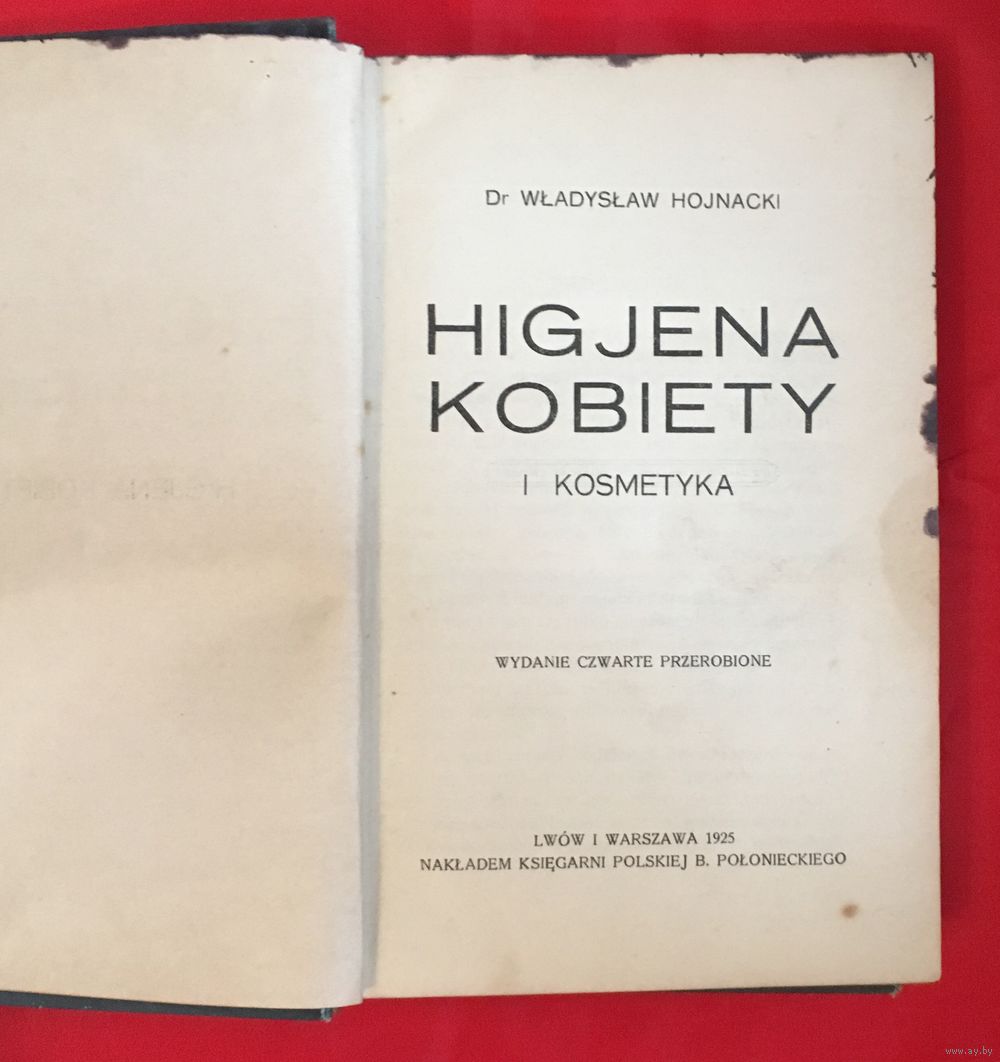 Dr WŁADYSŁAW HOJNACKI
HIGJENA
KOBIETY
I KOSMETYKA
WYDANIE CZWARTE PRZEROBIONE
LWÓW I WARSZAWA 1925
NAKŁADEM KSIĘGARNI POLSKIEJ B. POŁONIECKIEGO
www.ay.by